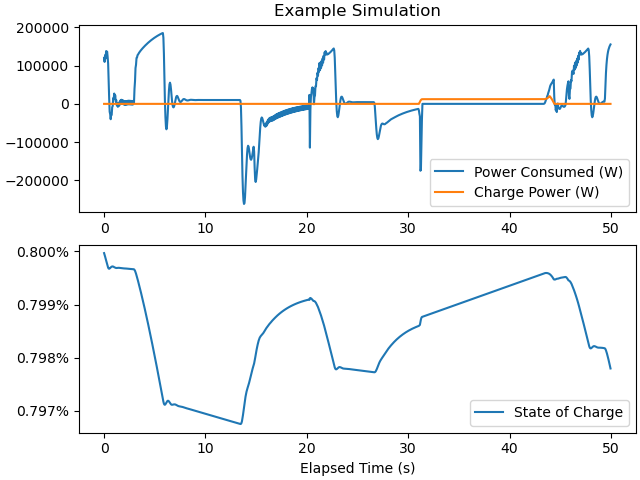 Example Simulation
200000
100000
0
−100000
−200000
Power Consumed (W)
Charge Power (W)
0 10 20 30 40 50
0.800%
0.799%
0.798%
0.797%
State of Charge
0 10 20 30 40 50
Elapsed Time (s)